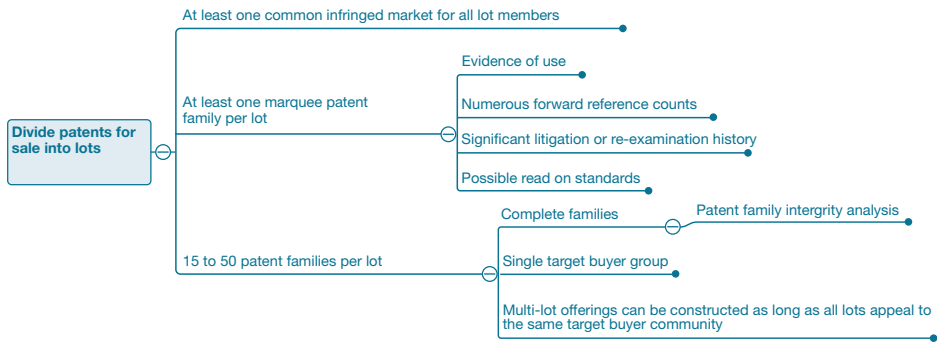 At least one common infringed market for all lot members
Evidence of use
At least one marquee patent
family per lot
Numerous forward reference counts
Divide patents for
sale into lots
Significant litigation or re-examination history
Possible read on standards
Complete families
Patent family intergrity analysis
15 to 50 patent families per lot
Single target buyer group
Multi-lot offerings can be constructed as long as all lots appeal to
the same target buyer community